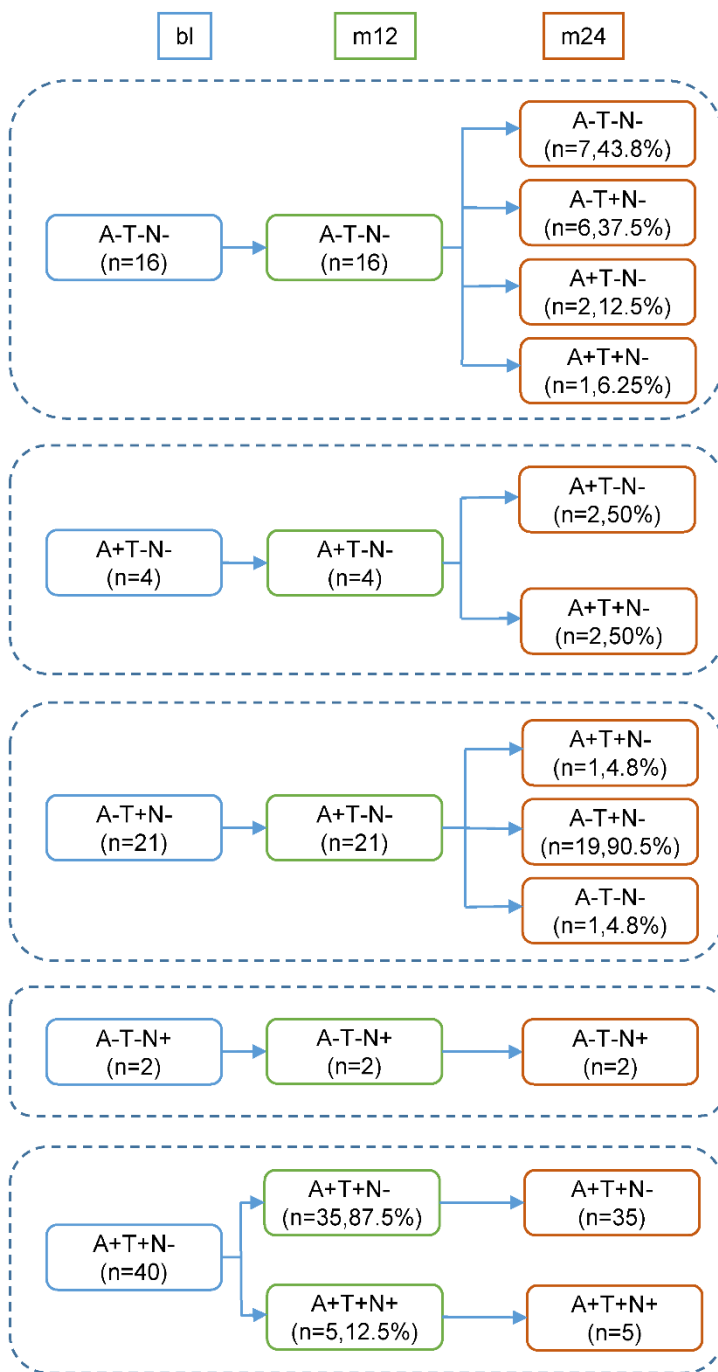 bl
m12
m24
A-T-N-
(n=16)
A-T-N-
(n=16)
A-T-N-
(n=7,43.8%)
A-T+N-
(n=6,37.5%)
A+T-N-
(n=2,12.5%)
A+T+N-
(n=1,6.25%)
A+T-N-
(n=4)
A+T-N-
(n=4)
A+T-N-
(n=2,50%)
A+T+N-
(n=2,50%)
A-T+N-
(n=21)
A+T-N-
(n=21)
A+T+N-
(n=1,4.8%)
A-T+N-
(n=19,90.5%)
A-T-N-
(n=1,4.8%)
A-T-N+
(n=2)
A-T-N+
(n=2)
A-T-N+
(n=2)
A+T+N-
(n=40)
A+T+N-
(n=35,87.5%)
A+T+N-
(n=35)
A+T+N+
(n=5,12.5%)
A+T+N+
(n=5)